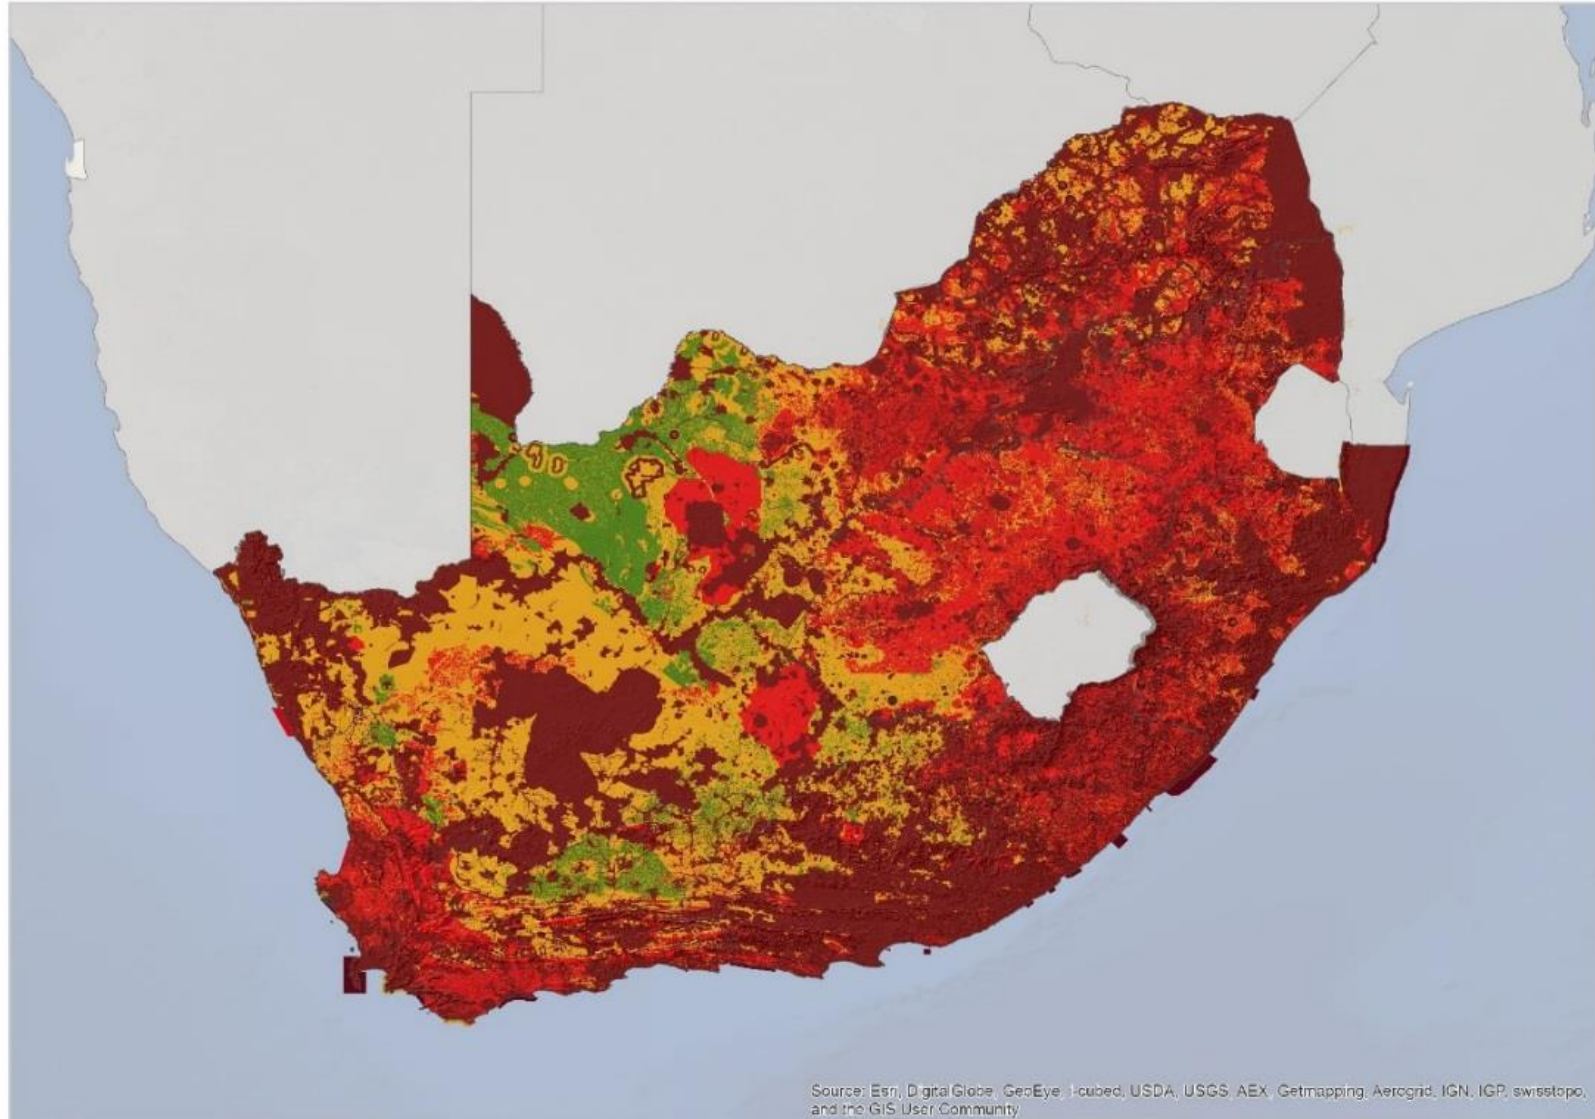 Source: Esri, DigitalGlobe, GeoEye, i-cubed, USDA, USGS, AEX, Getmapping, Aerogrid, IGN, IGP, swisstopo,
and the GIS User Community